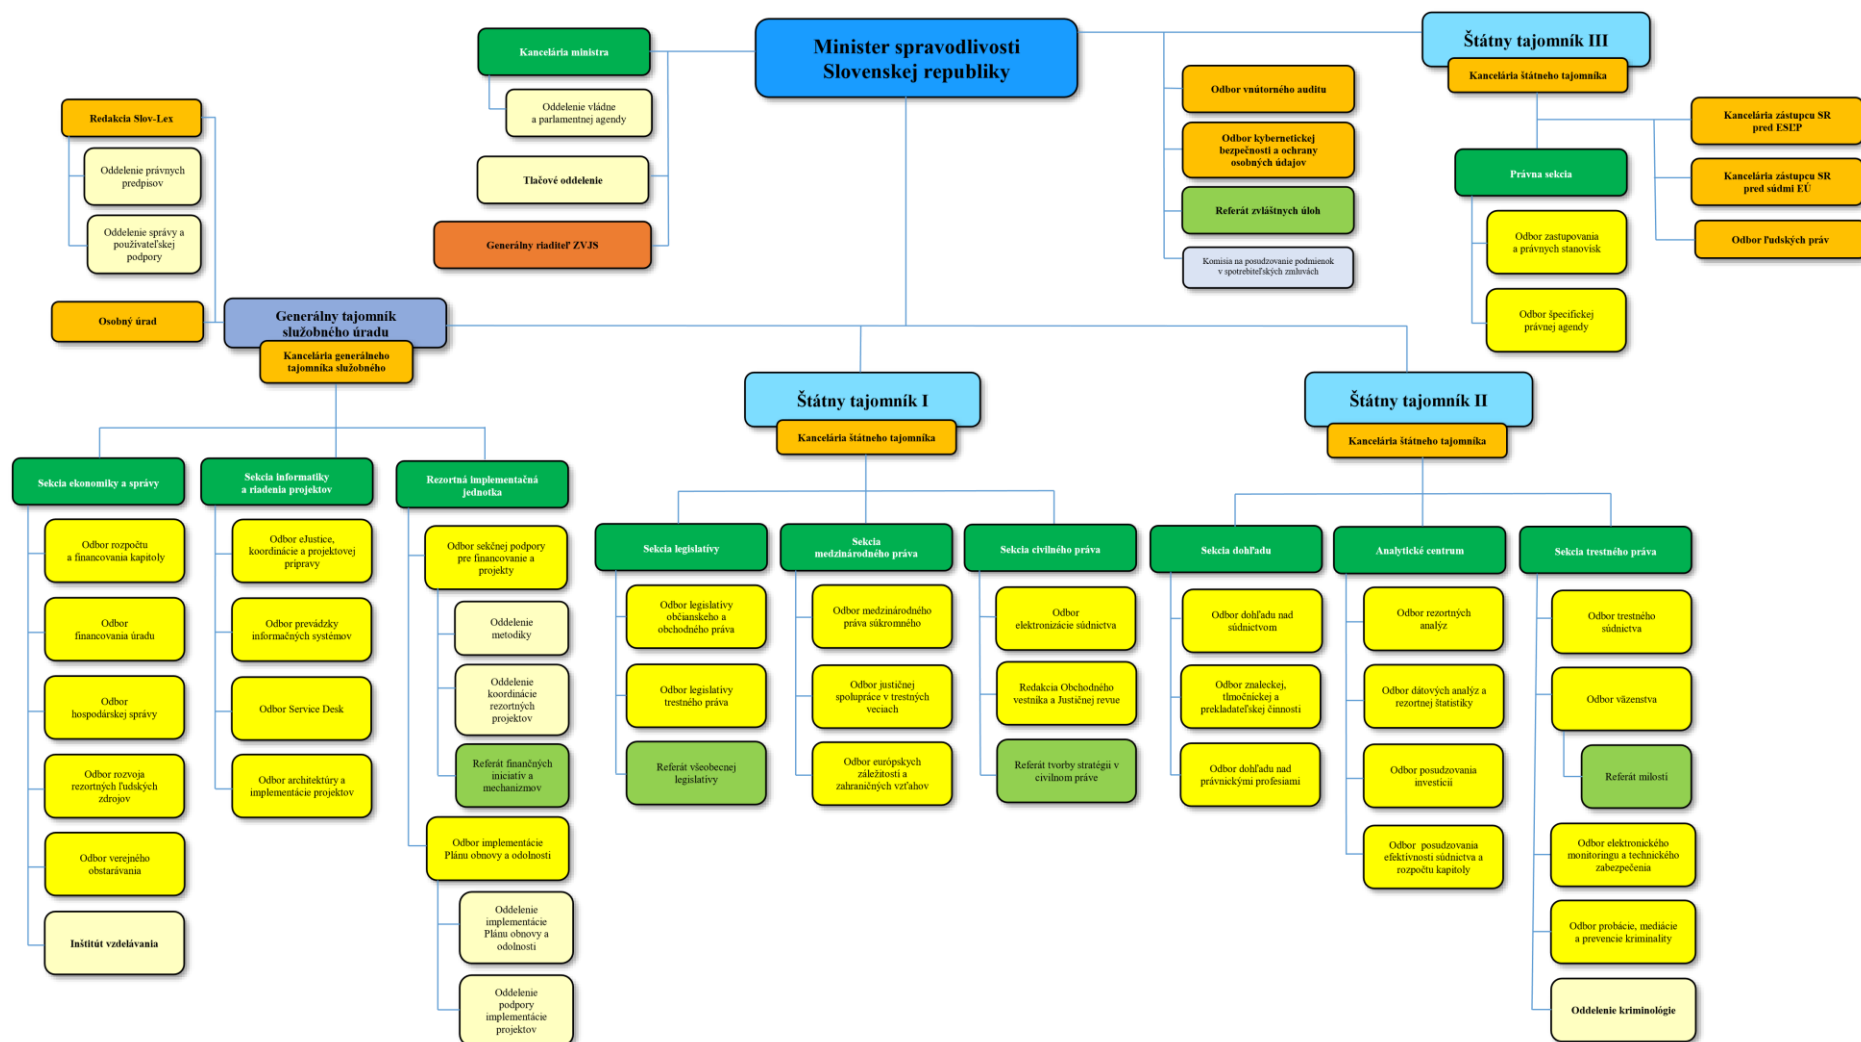 Minister spravodlivosti
Slovenskej republiky
Kancelária ministra
Oddelenie vládne
a parlamentnej agendy
Tlačové oddelenie
Generálny riaditeľ ZVJS
Odbor vnútorného auditu
Odbor kybernetickej
bezpečnosti a ochrany
osobných údajov
Referát zvláštnych úloh
Komisia na posudzovanie podmienok
v spotrebiteľských zmluvách
Štátny tajomník III
Kancelária štátneho tajomníka
Kancelária zástupcu SR
pred ESĽP
Kancelária zástupcu SR
pred súdmi EÚ
Odbor ľudských práv
Právna sekcia
Odbor zastupovania
a právnych stanovísk
Odbor špecifickej
právnej agendy
Redakcia Slov-Lex
Oddelenie právnych
predpisov
Oddelenie správy a
používateľskej
podpory
Osobný úrad
Generálny tajomník
služobného úradu
Kancelária generálneho
tajomníka služobného
Sekcia ekonomiky a správy
Odbor rozpočtu
a financovania kapitoly
Odbor
financovania úradu
Odbor
hospodárskej správy
Odbor rozvoja
rezortných ľudských
zdrojov
Odbor verejného
obstarávania
Inštitút vzdelávania
Sekcia informatiky
a riadenia projektov
Odbor eJustice,
koordinácie a projektovej
prípravy
Odbor prevádzky
informačných systémov
Odbor Service Desk
Odbor architektúry a
implementácie projektov
Rezortná implementačná
jednotka
Odbor sekčnej podpory
pre financovanie a
projekty
Oddelenie
metodiky
Oddelenie
koordinácie
rezortných
projektov
Referát finančných
iniciatív a
mechanizmov
Odbor implementácie
Plánu obnovy a odolnosti
Oddelenie
implementácie
Plánu obnovy a
odolnosti
Oddelenie
podpory
implementácie
projektov
Štátny tajomník I
Kancelária štátneho tajomníka
Sekcia legislatívy
Odbor legislatívy
občianskeho a
obchodného práva
Odbor legislatívy
trestného práva
Referát všeobecnej
legislatívy
Sekcia
medzinárodného práva
Odbor medzinárodného
práva súkromného
Odbor justičnej
spolupráce v trestných
veciach
Odbor európskych
záležitostí a
zahraničných vzťahov
Sekcia civilného práva
Odbor
elektronizácie súdnictva
Redakcia Obchodného
vestníka a Justičnej revue
Referát tvorby stratégií v
civilnom práve
Štátny tajomník II
Kancelária štátneho tajomníka
Sekcia dohľadu
Odbor dohľadu nad
súdnictvom
Odbor znaleckej,
tlmočníckej a
prekladateľskej činnosti
Odbor dohľadu nad
právnickými profesiami
Analytické centrum
Odbor rezortných
analýz
Odbor dátových analýz a
rezortnej štatistiky
Odbor posudzovania
investícií
Odbor posudzovania
efektívnosti súdnictva a
rozpočtu kapitoly
Sekcia trestného práva
Odbor trestného
súdnictva
Odbor väzenstva
Referát milostí
Odbor elektronického
monitoringu a technického
zabezpečenia
Odbor probácie, mediácie
a prevencie kriminality
Oddelenie kriminológie